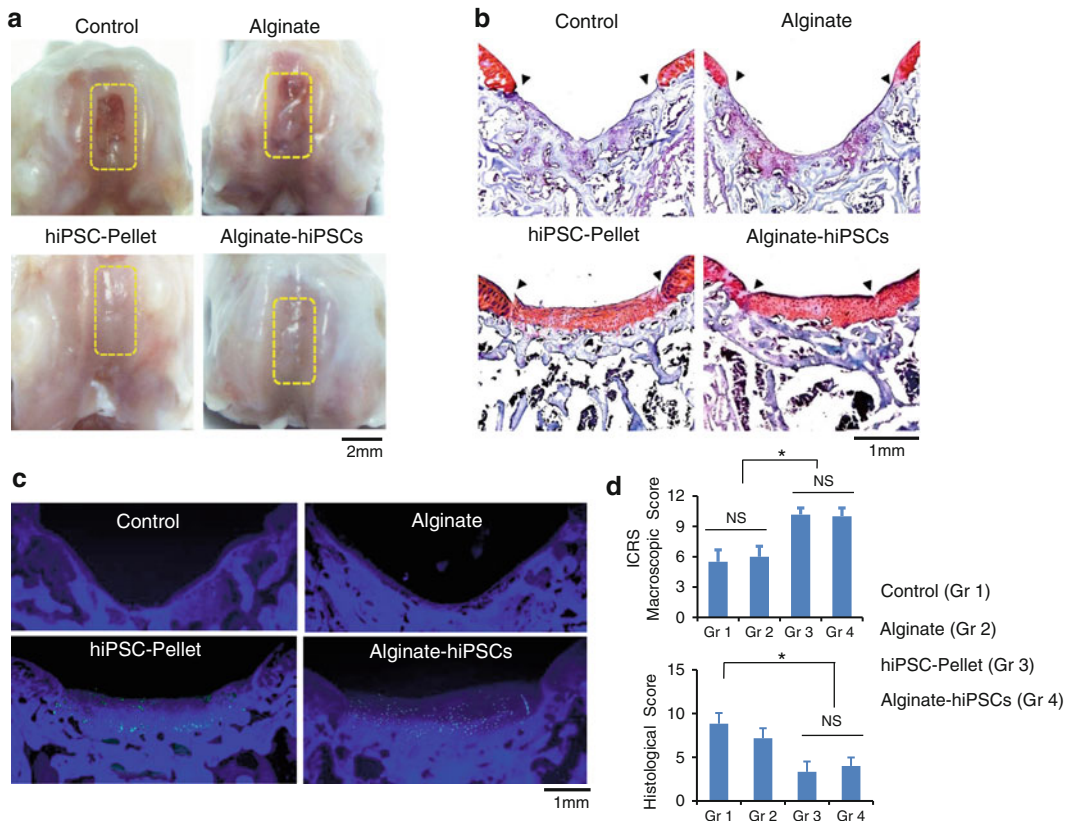 a
Control
Alginate
hiPSC-Pellet
Alginate-hiPSCs
2mm
b
Control
Alginate
hiPSC-Pellet
Alginate-hiPSCs
1mm
c
Control
Alginate
hiPSC-Pellet
Alginate-hiPSCs
1mm
d
ICRS
Macroscopic Score
12
9
6
3
0
NS
*
NS
Gr 1 Gr 2 Gr 3 Gr 4
Histological Score
15
10
5
0
*
NS
Gr 1 Gr 2 Gr 3 Gr 4
Control (Gr 1)
Alginate (Gr 2)
hiPSC-Pellet (Gr 3)
Alginate-hiPSCs (Gr 4)